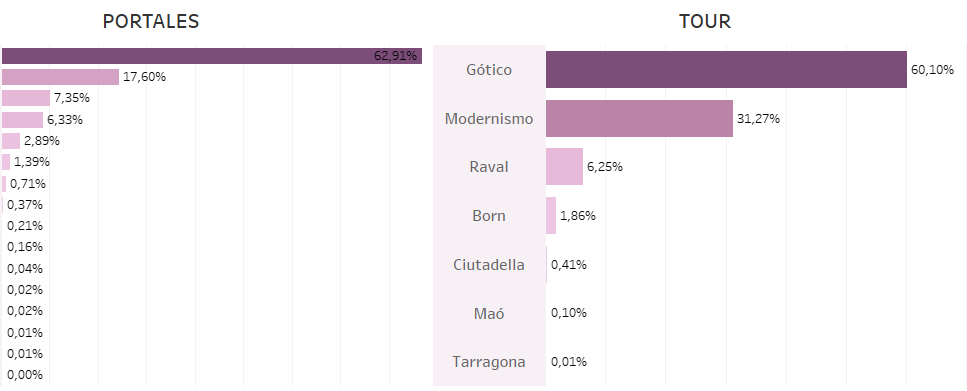 PORTALES
62,91%
17,60%
7,35%
6,33%
2,89%
1,39%
0,71%
0,37%
0,21%
0,16%
0,04%
0,02%
0,02%
0,01%
0,01%
0,00%
TOUR
Gótico 60,10%
Modernismo 31,27%
Raval 6,25%
Born 1,86%
Ciutadella 0,41%
Maó 0,10%
Tarragona 0,01%